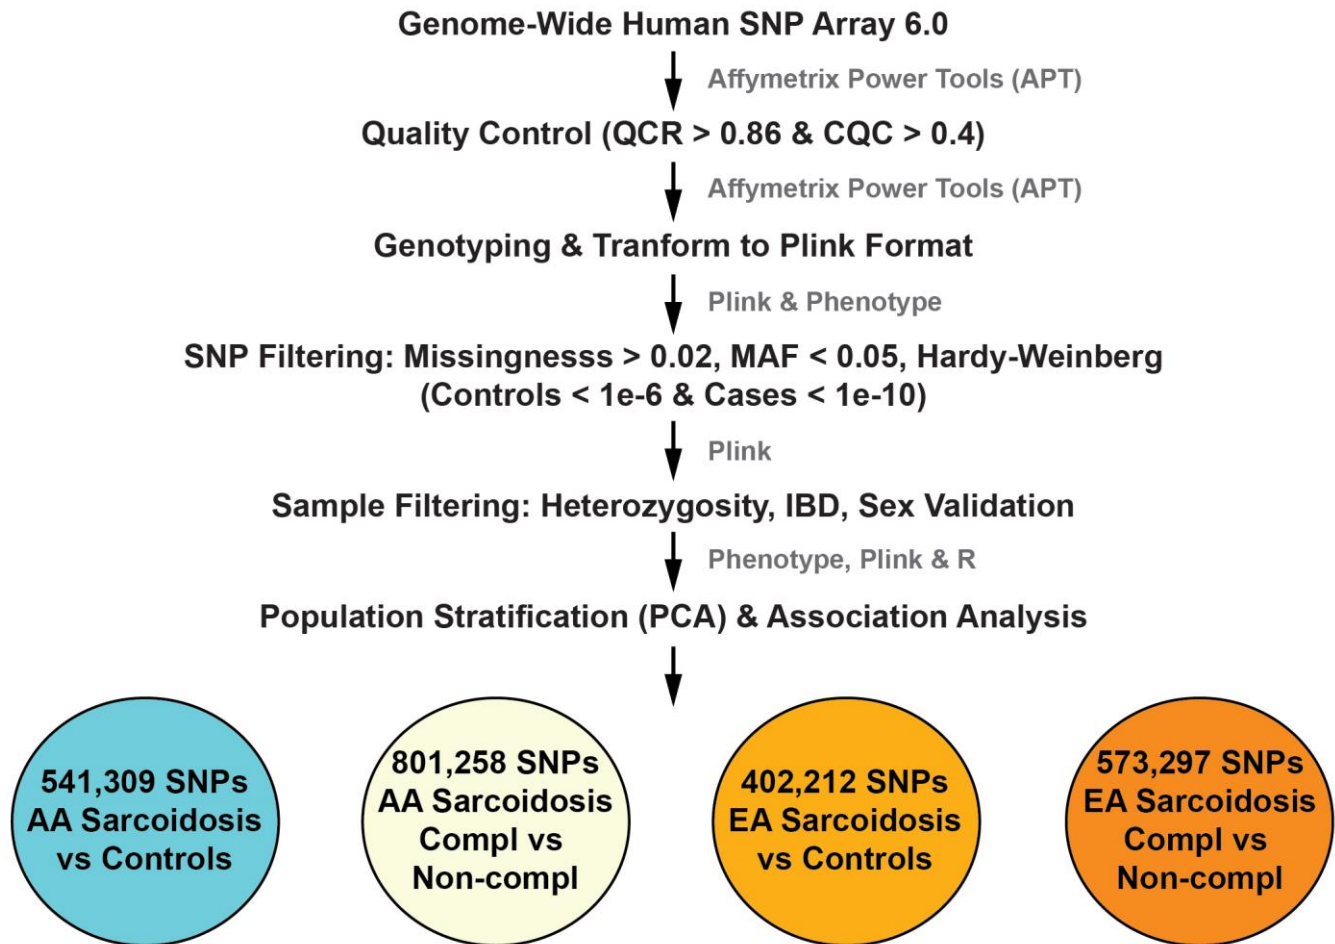 Genome-Wide Human SNP Array 6.0
Affymetrix Power Tools (APT)
Quality Control (QCR > 0.86 & CQC > 0.4)
Affymetrix Power Tools (APT)
Genotyping & Tranform to Plink Format
Plink & Phenotype
SNP Filtering: Missingnesss > 0.02, MAF < 0.05, Hardy-Weinberg
(Controls < 1e-6 & Cases < 1e-10)
Plink
Sample Filtering: Heterozygosity, IBD, Sex Validation
Phenotype, Plink & R
Population Stratification (PCA) & Association Analysis
541,309 SNPs
AA Sarcoidosis
vs Controls
801,258 SNPs
AA Sarcoidosis
Compl vs
Non-compl
402,212 SNPs
EA Sarcoidosis
vs Controls
573,297 SNPs
EA Sarcoidosis
Compl vs
Non-compl